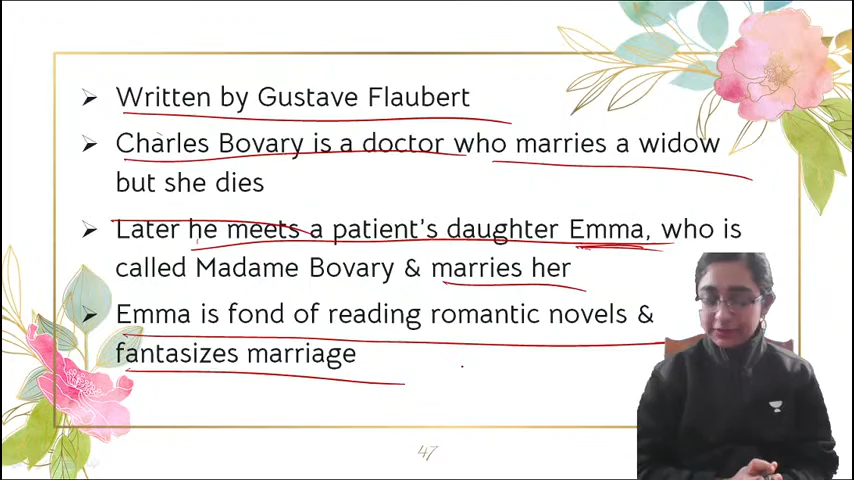 Written by Gustave Flaubert
Charles Bovary is a doctor who marries a widow
but she dies
Later he meets a patient's daughter Emma, who is
called Madame Bovary & marries her
Emma is fond of reading romantic novels &
fantasizes marriage
47